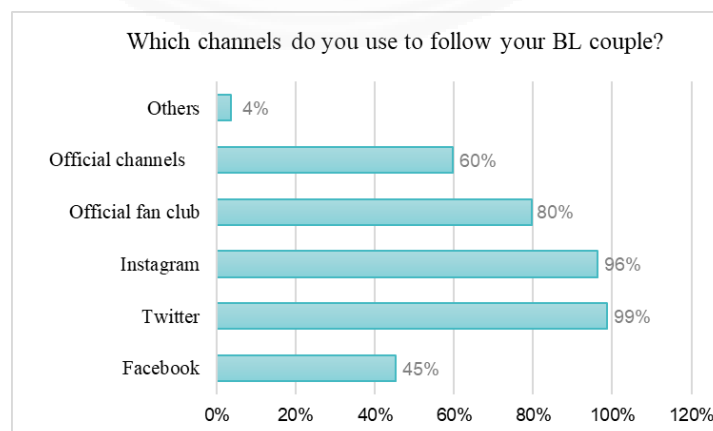 Which channels do you use to follow your BL couple?
Others 4%
Official channels 60%
Official fan club 80%
Instagram 96%
Twitter 99%
Facebook 45%
0% 20% 40% 60% 80% 100% 120%